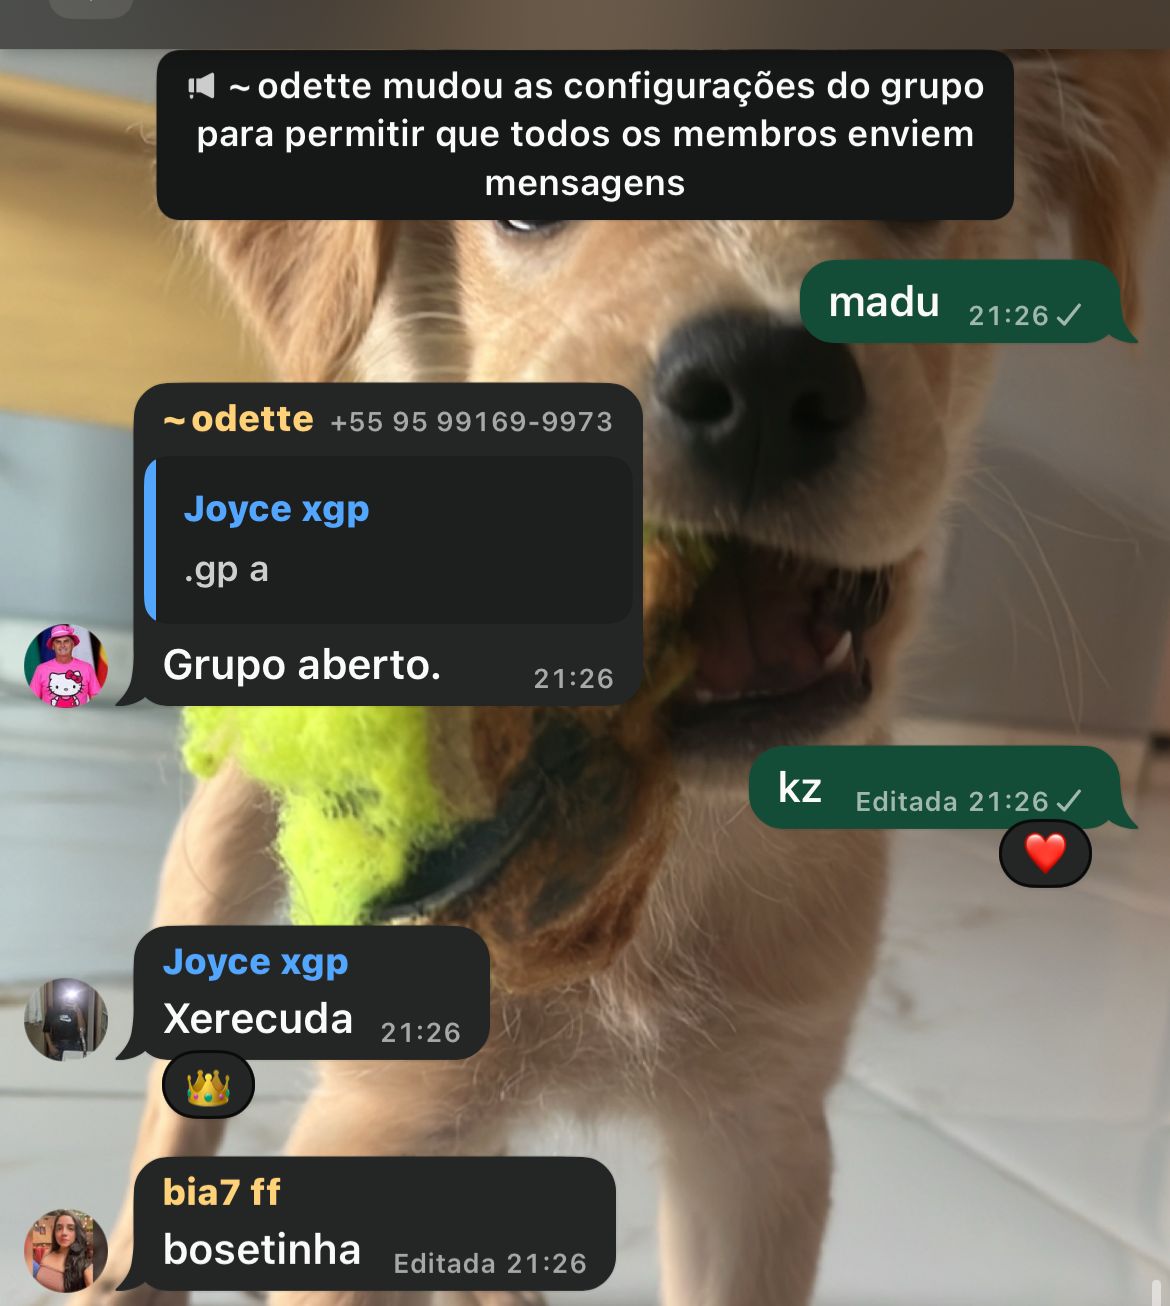 ~odette mudou as configurações do grupo
para permitir que todos os membros enviem
mensagens
madu 21:26
~odette +55 95 99169-9973
Joyce xgp
.gp a
Grupo aberto. 21:26
kz Editada 21:26
Joyce xgp
Xerecuda 21:26
bia7 ff
bosetinha Editada 21:26